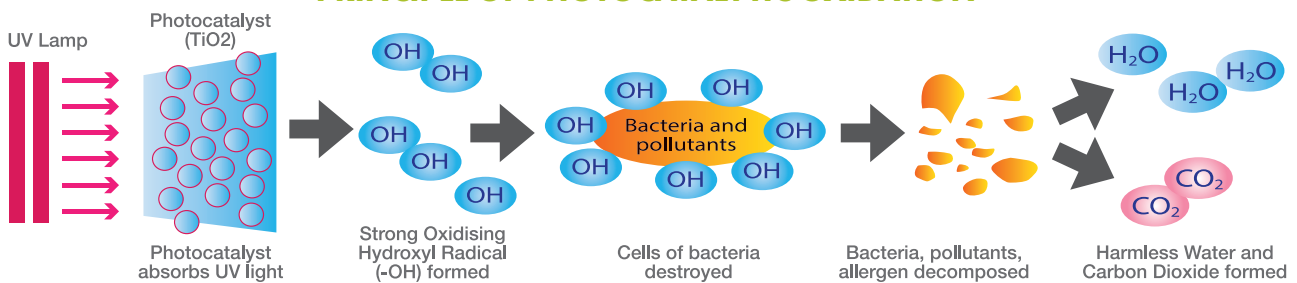 UV Lamp
Photocatalyst
(TiO2)
Photocatalyst
absorbs UV light
OH
OH
OH
OH
OH
Strong Oxidising
Hydroxyl Radical
(-OH) formed
OH
OH
OH
OH
OH
OH
OH
Bacteria and
pollutants
Cells of bacteria
destroyed
Bacteria, pollutants,
allergen decomposed
H₂O
H₂O
H₂O
CO₂
CO₂
Harmless Water and
Carbon Dioxide formed